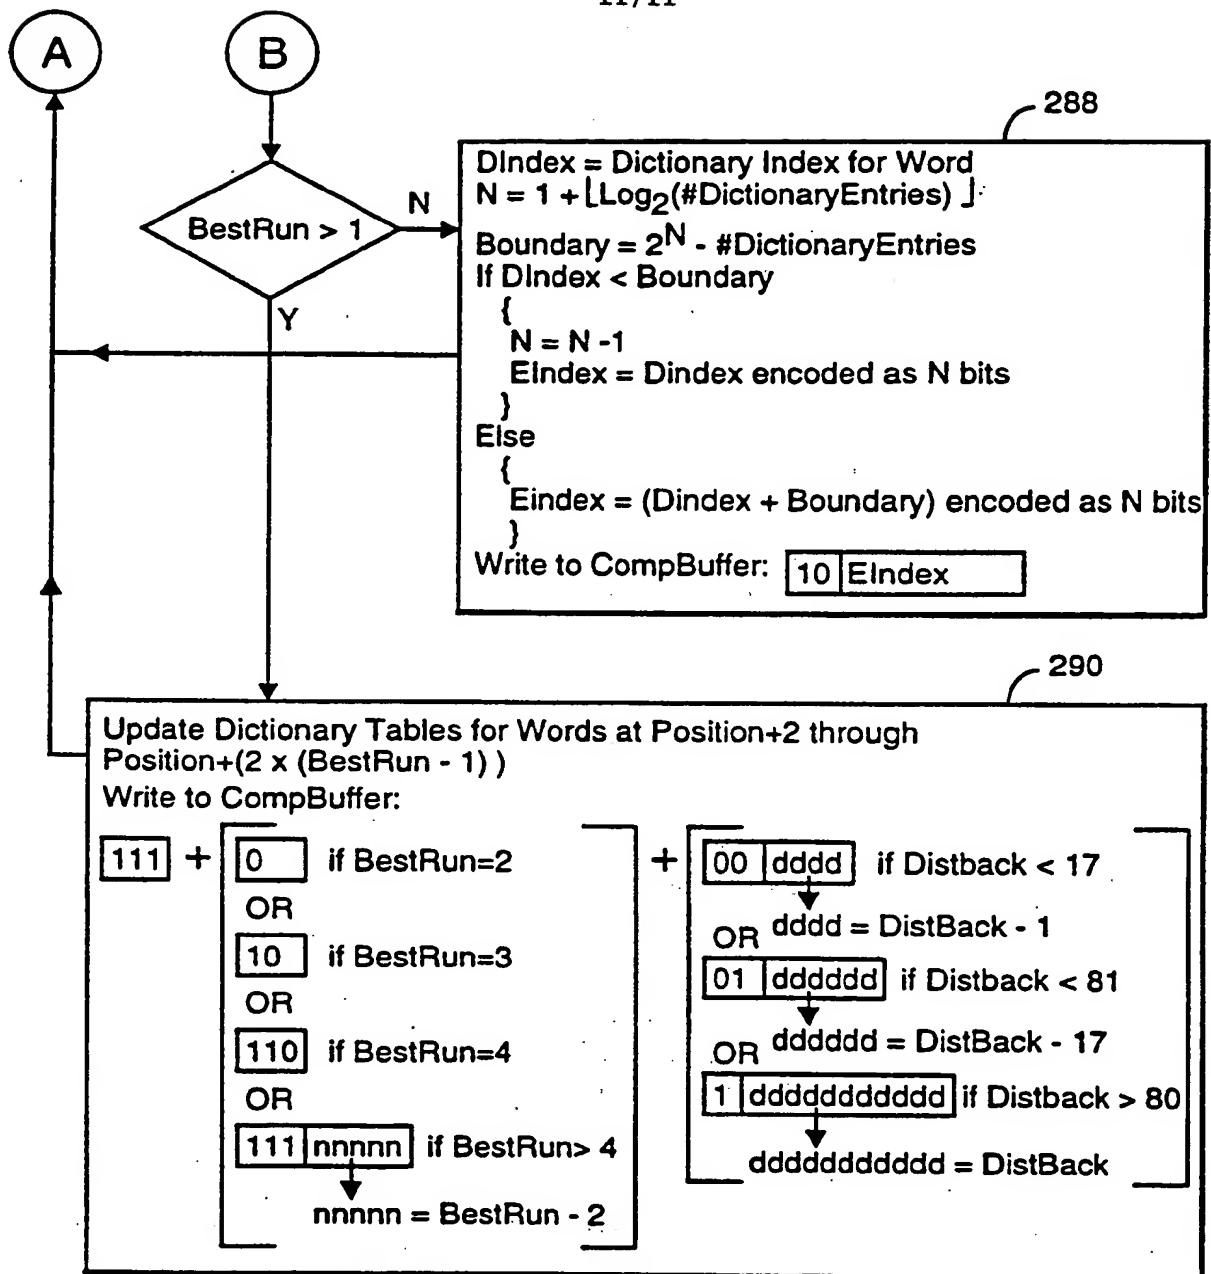 11/11
A
B
288
BestRun > 1
N
Y
DIndex = Dictionary Index for Word
N = 1 + ⌊Log2(#DictionaryEntries) ⌋
Boundary = 2^N - #DictionaryEntries
If DIndex < Boundary
{
N = N -1
EIndex = Dindex encoded as N bits
}
Else
{
Eindex = (Dindex + Boundary) encoded as N bits
}
Write to CompBuffer: 10 EIndex
290
Update Dictionary Tables for Words at Position+2 through
Position+(2 x (BestRun - 1) )
Write to CompBuffer:
111 +
0 if BestRun=2
OR
10 if BestRun=3
OR
110 if BestRun=4
OR
111 nnnnn if BestRun> 4
nnnnn = BestRun - 2
+
00 dddd if Distback < 17
dddd = DistBack - 1
OR
01 dddddd if Distback < 81
dddddd = DistBack - 17
OR
1 ddddddddddd if Distback > 80
ddddddddddd = DistBack